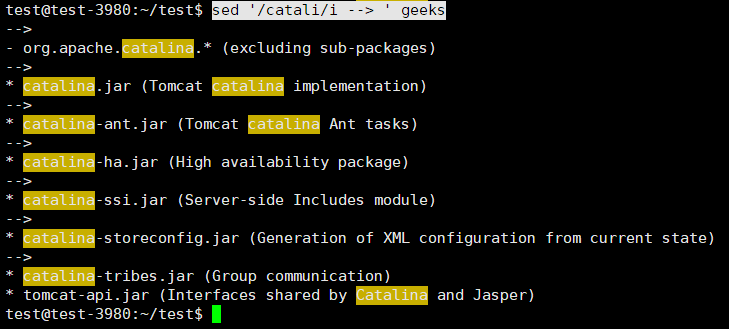 test@test-3980:~/test$ sed '/catali/i --> ' geeks
-->
- org.apache.catalina.* (excluding sub-packages)
-->
* catalina.jar (Tomcat catalina implementation)
-->
* catalina-ant.jar (Tomcat catalina Ant tasks)
-->
* catalina-ha.jar (High availability package)
-->
* catalina-ssi.jar (Server-side Includes module)
-->
* catalina-storeconfig.jar (Generation of XML configuration from current state)
-->
* catalina-tribes.jar (Group communication)
* tomcat-api.jar (Interfaces shared by Catalina and Jasper)
test@test-3980:~/test$